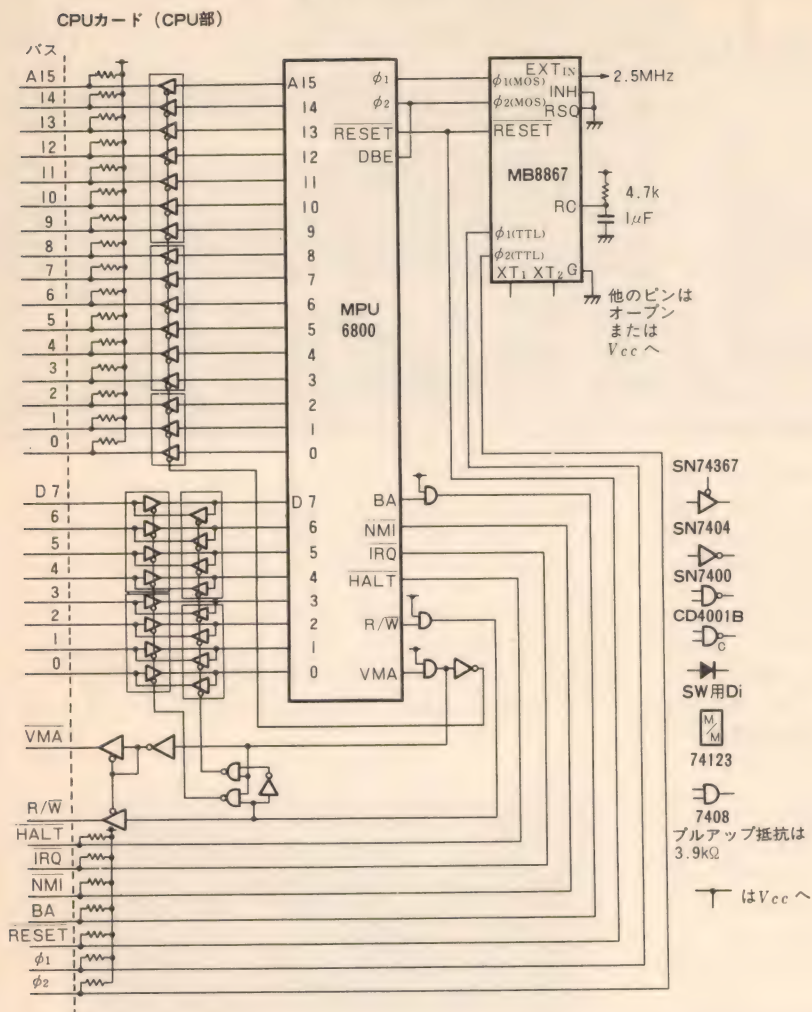 CPUカード (CPU部)
バス
A15
14
13
12
11
10
9
8
7
6
5
4
3
2
1
0
D7
6
5
4
3
2
1
0
VMA
R/W
HALT
IRQ
NMI
BA
RESET
φ1
φ2
A15
14
13
12
11
10
9
8
7
6
5
4
3
2
1
0
D7
6
5
4
3
2
1
0
MPU
6800
φ1
φ2
RESET
DBE
BA
NMI
IRQ
HALT
R/W
VMA
φ1(MOS)
φ2(MOS)
RESET
MB8867
EXT IN
INH
RSQ
RC
φ1(TTL)
φ2(TTL)
XT1 XT2 G
2.5MHz
4.7k
1μF
他のピンは
オープン
または
Vcc へ
SN74367
SN7404
SN7400
CD4001B
C
SW用Di
M/M
74123
7408
プルアップ抵抗は
3.9kΩ
はVcc へ